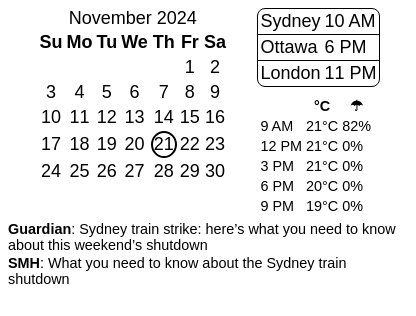 November 2024
Su Mo Tu We Th Fr Sa
1 2
3 4 5 6 7 8 9
10 11 12 13 14 15 16
17 18 19 20 21 22 23
24 25 26 27 28 29 30
Sydney 10 AM
Ottawa 6 PM
London 11 PM
°C ☂
9 AM 21°C 82%
12 PM 21°C 0%
3 PM 21°C 0%
6 PM 20°C 0%
9 PM 19°C 0%
Guardian: Sydney train strike: here’s what you need to know
about this weekend’s shutdown
SMH: What you need to know about the Sydney train
shutdown